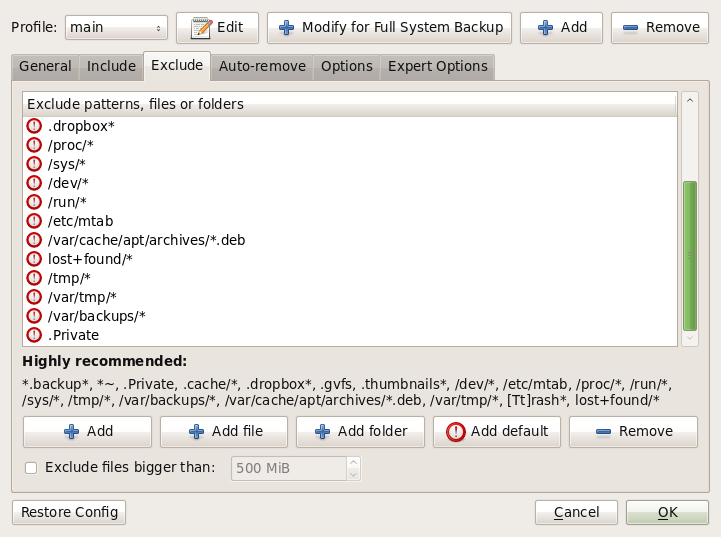 Profile: main Edit Modify for Full System Backup Add Remove
General Include Exclude Auto-remove Options Expert Options
Exclude patterns, files or folders
.dropbox*
/proc/*
/sys/*
/dev/*
/run/*
/etc/mtab
/var/cache/apt/archives/*.deb
lost+found/*
/tmp/*
/var/tmp/*
/var/backups/*
.Private
Highly recommended:
*.backup*, *~, .Private, .cache/*, .dropbox*, .gvfs, .thumbnails*, /dev/*, /etc/mtab, /proc/*, /run/*,
/sys/*, /tmp/*, /var/backups/*, /var/cache/apt/archives/*.deb, /var/tmp/*, [Tt]rash*, lost+found/*
Add Add file Add folder Add default Remove
Exclude files bigger than: 500 MiB
Restore Config Cancel OK